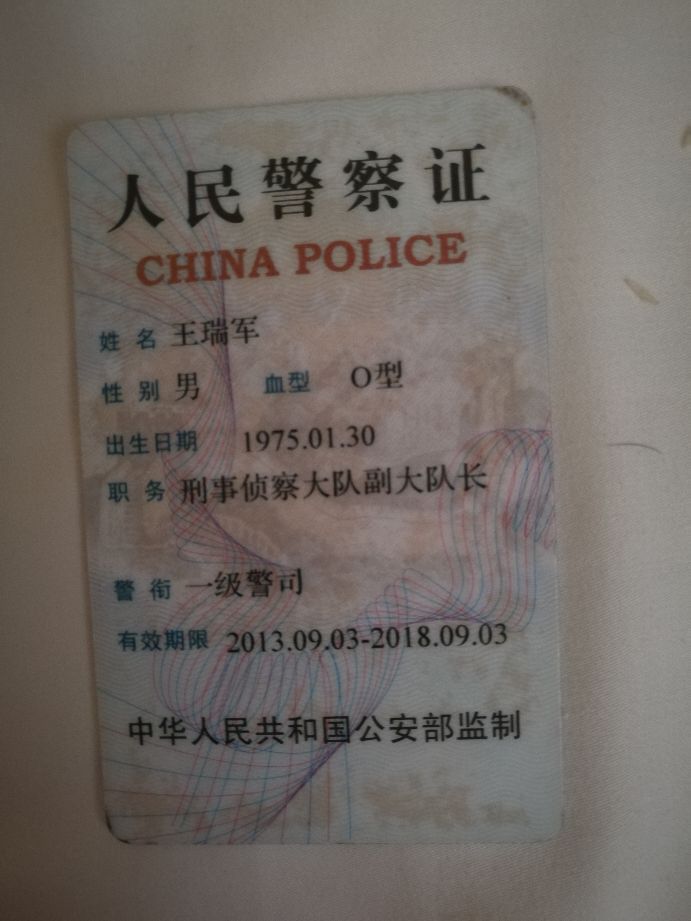 人民警察证
CHINA POLICE
姓名 王瑞军
性别 男 血型 O型
出生日期 1975.01.30
职务 刑事侦察大队副大队长
警衔 一级警司
有效期限 2013.09.03-2018.09.03
中华人民共和国公安部监制